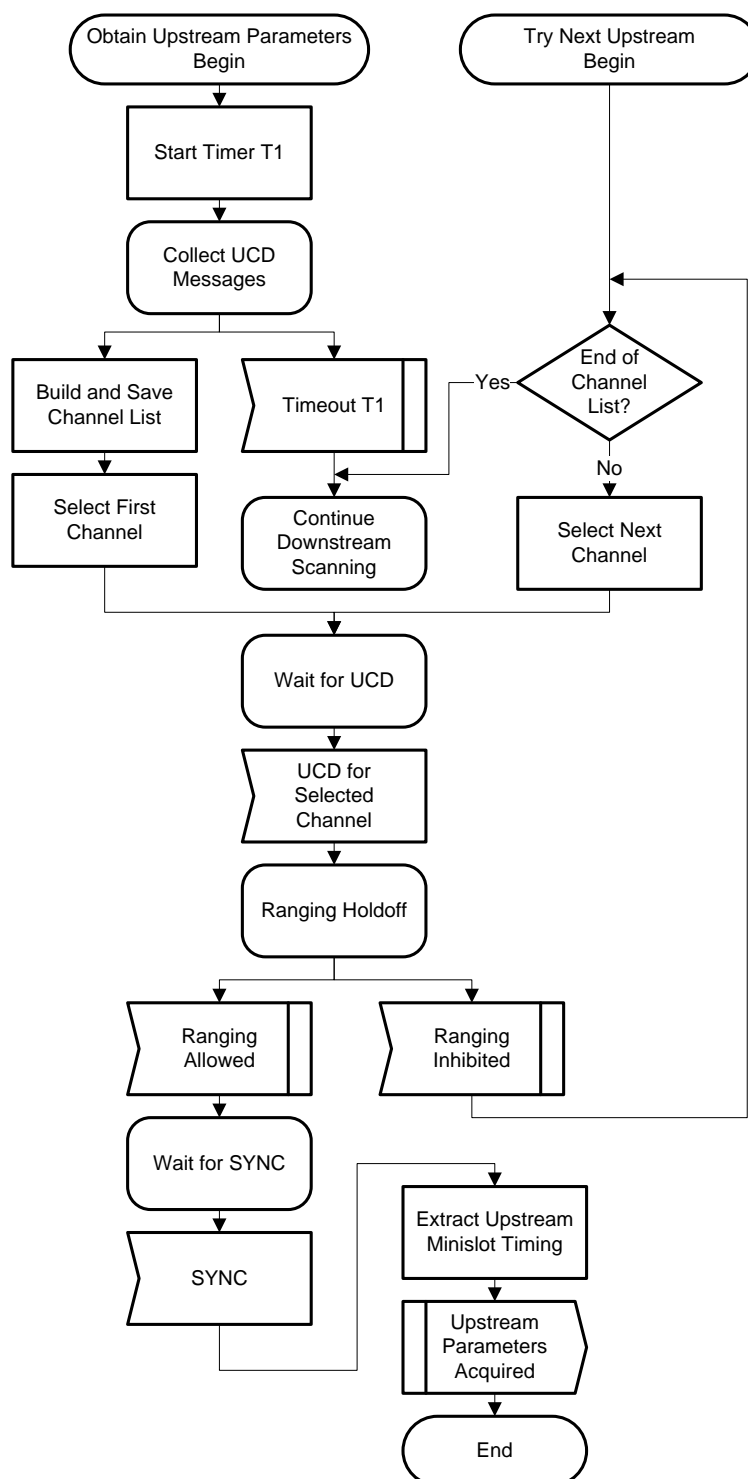 Obtain Upstream Parameters
Begin
Try Next Upstream
Begin
Start Timer T1
Collect UCD
Messages
Build and Save
Channel List
Timeout T1
Yes
End of
Channel
List?
No
Select First
Channel
Continue
Downstream
Scanning
Select Next
Channel
Wait for UCD
UCD for
Selected
Channel
Ranging Holdoff
Ranging
Allowed
Ranging
Inhibited
Wait for SYNC
Extract Upstream
Minislot Timing
SYNC
Upstream
Parameters
Acquired
End